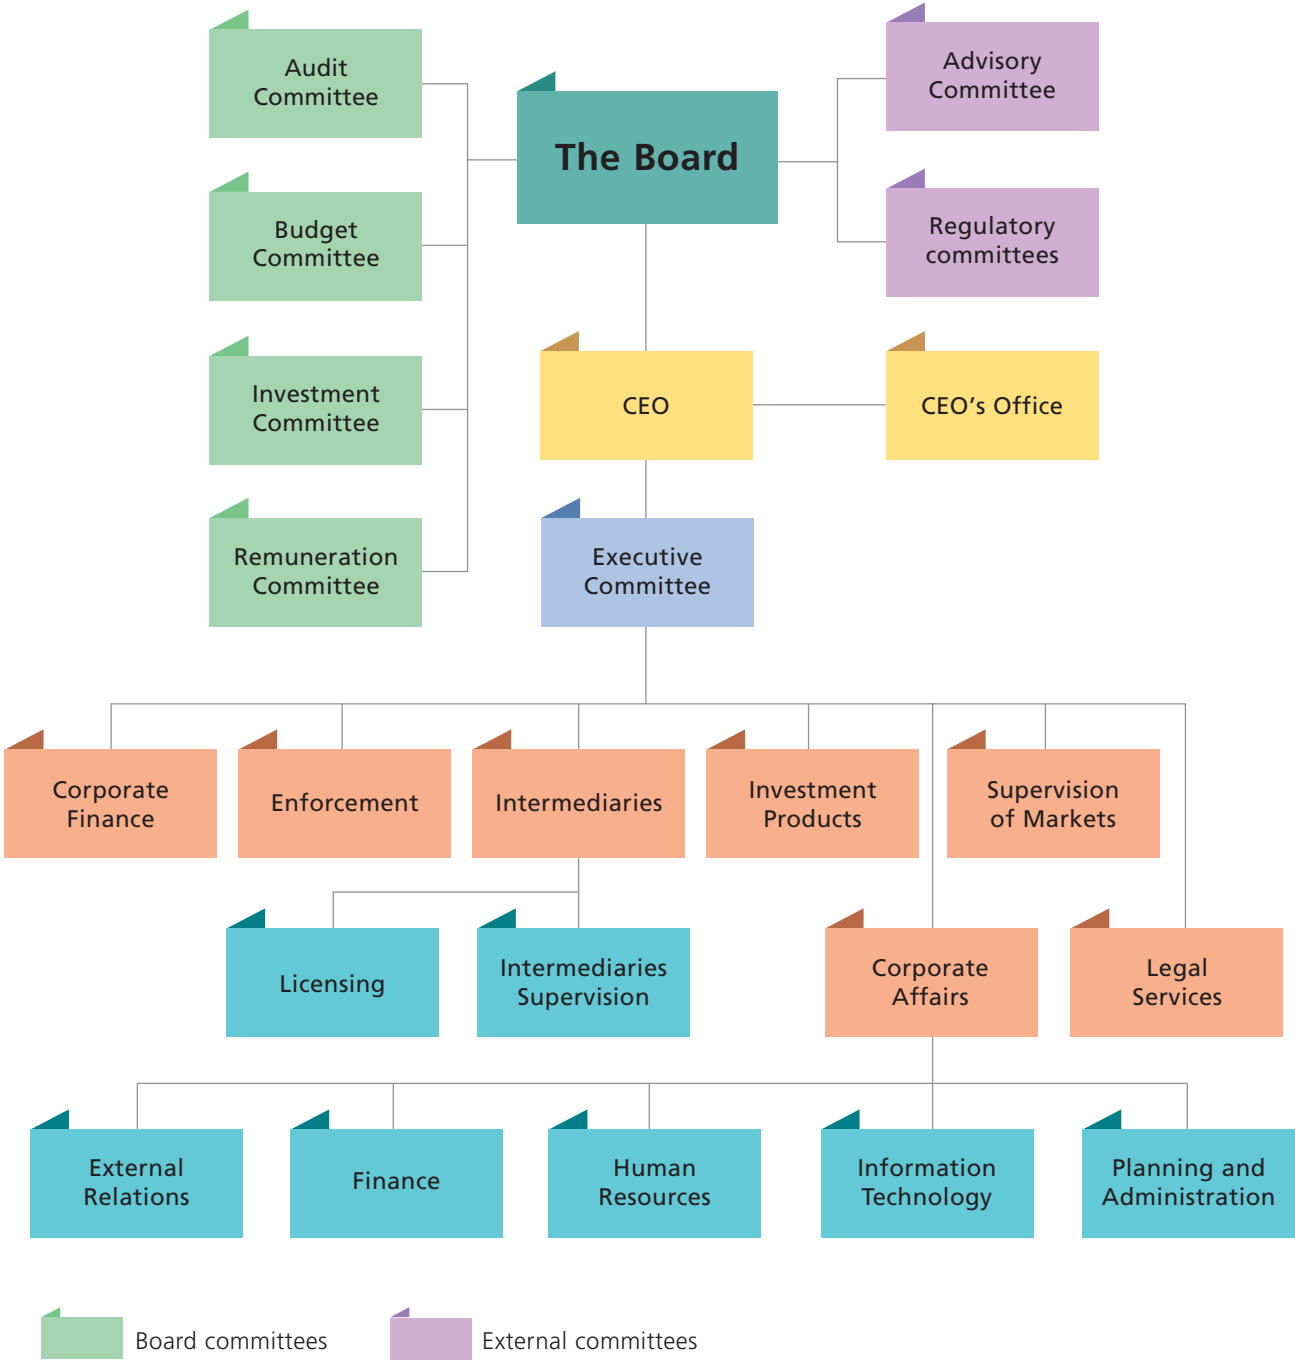 Audit
Committee
The Board
Advisory
Committee
Budget
Committee
Regulatory
committees
Investment
Committee
CEO
CEO’s Office
Remuneration
Committee
Executive
Committee
Corporate
Finance
Enforcement
Intermediaries
Investment
Products
Supervision
of Markets
Licensing
Intermediaries
Supervision
Corporate
Affairs
Legal
Services
External
Relations
Finance
Human
Resources
Information
Technology
Planning and
Administration
Board committees
External committees